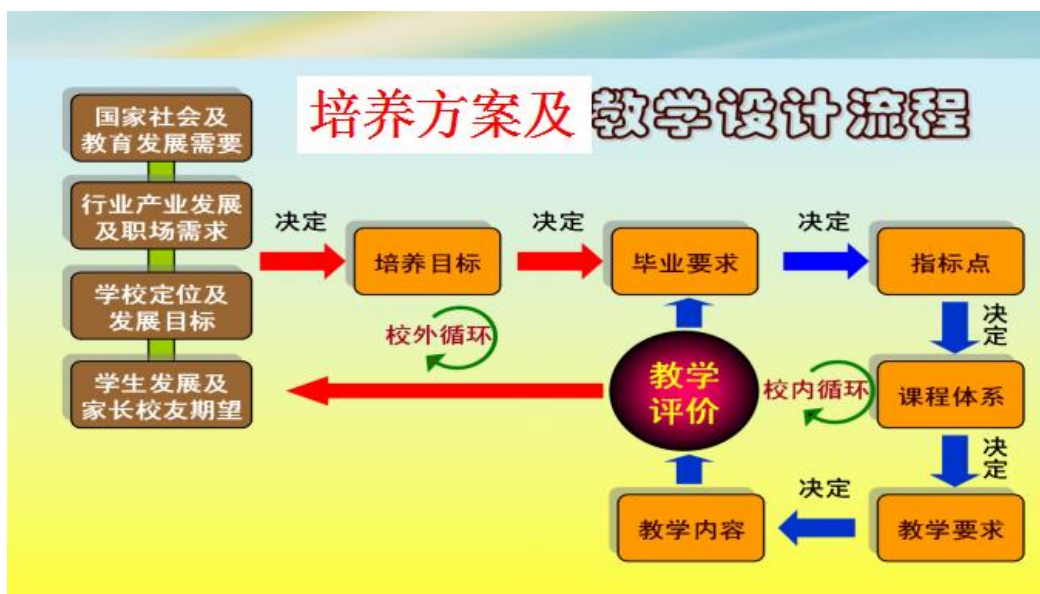 培养方案及教学设计流程
国家社会及
教育发展需要
行业产业发展
及职场需求
学校定位及
发展目标
学生发展及
家长校友期望
决定
培养目标
决定
毕业要求
决定
指标点
决定
校外循环
教学
评价
校内循环
课程体系
决定
决定
教学内容
教学要求